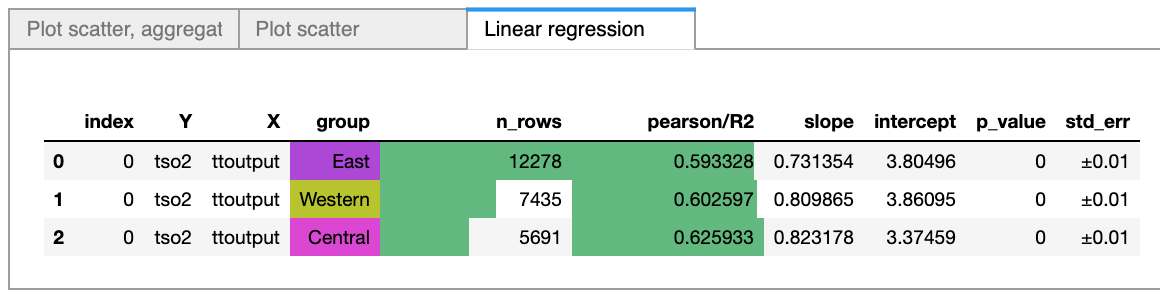 Plot scatter, aggregat Plot scatter Linear regression
index Y X group n_rows pearson/R2 slope intercept p_value std_err
0 0 tso2 ttoutput East 12278 0.593328 0.731354 3.80496 0 ±0.01
1 0 tso2 ttoutput Western 7435 0.602597 0.809865 3.86095 0 ±0.01
2 0 tso2 ttoutput Central 5691 0.625933 0.823178 3.37459 0 ±0.01